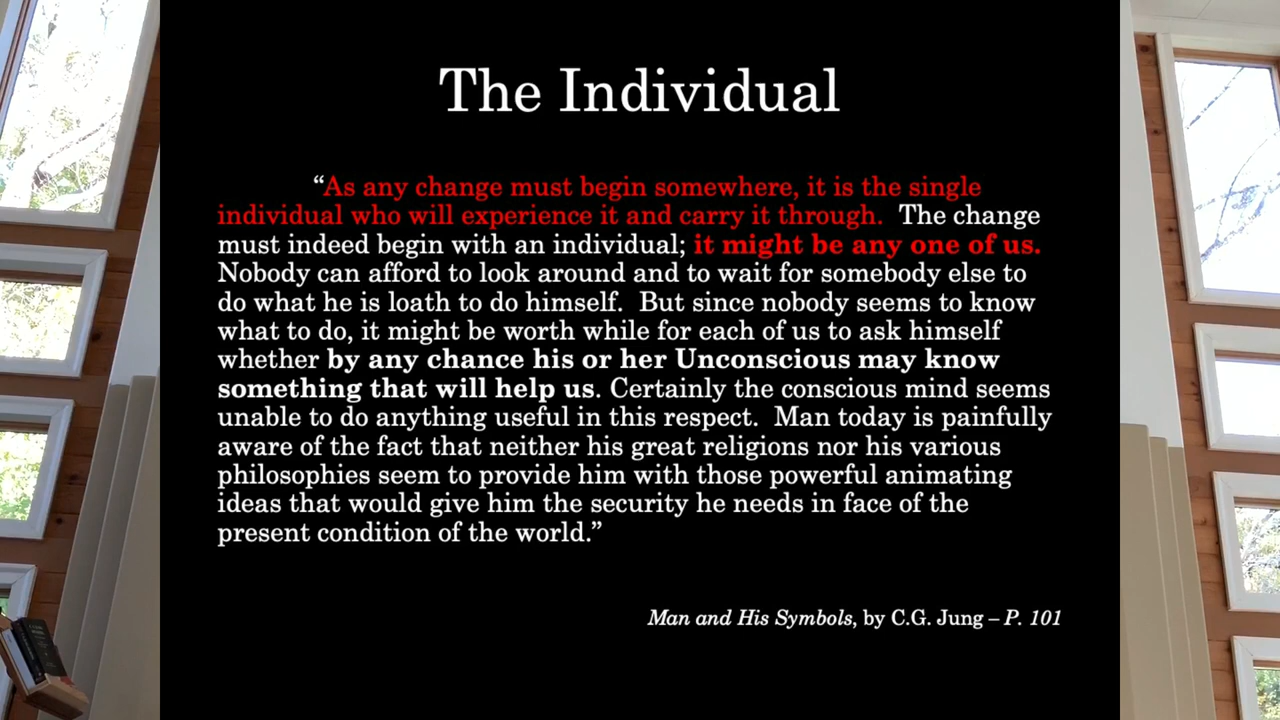 The Individual
“As any change must begin somewhere, it is the single
individual who will experience it and carry it through. The change
must indeed begin with an individual; it might be any one of us.
Nobody can afford to look around and to wait for somebody else to
do what he is loath to do himself. But since nobody seems to know
what to do, it might be worth while for each of us to ask himself
whether by any chance his or her Unconscious may know
something that will help us. Certainly the conscious mind seems
unable to do anything useful in this respect. Man today is painfully
aware of the fact that neither his great religions nor his various
philosophies seem to provide him with those powerful animating
ideas that would give him the security he needs in face of the
present condition of the world.”
Man and His Symbols, by C.G. Jung – P. 101